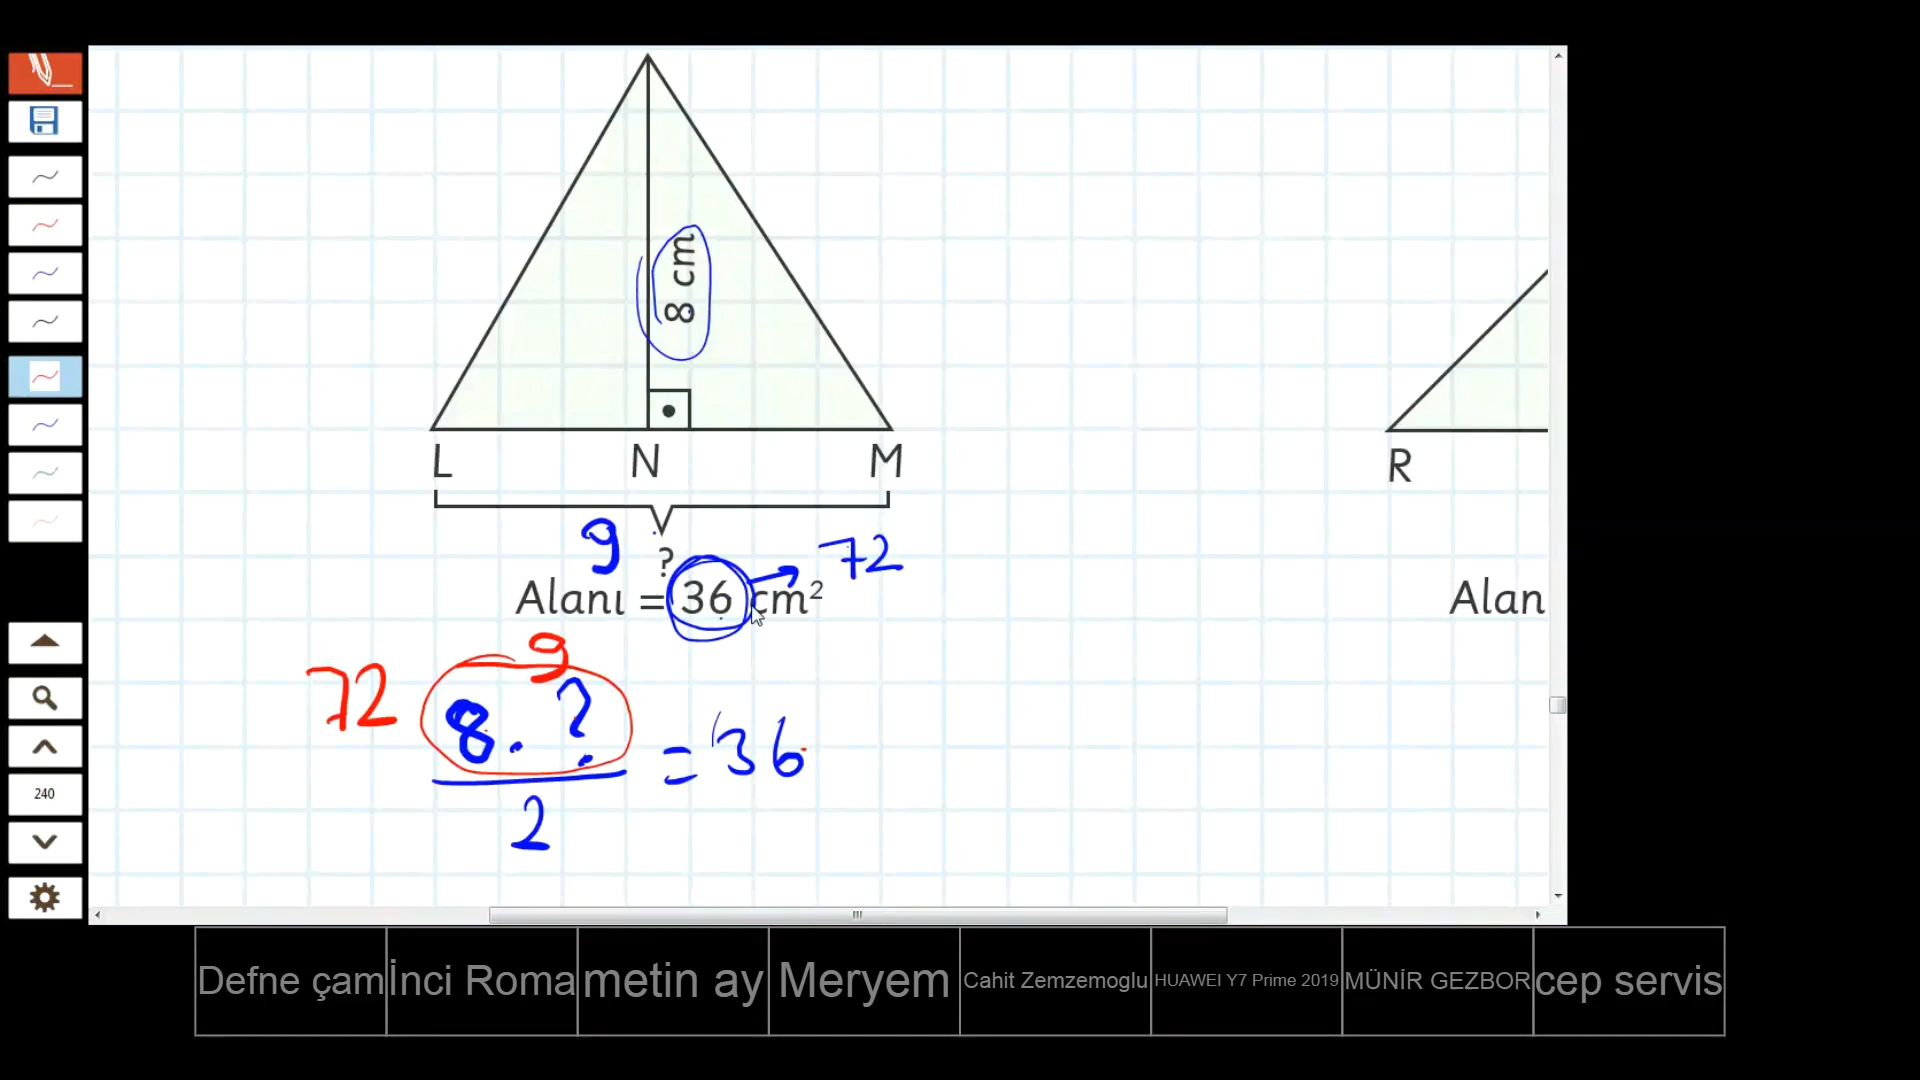 8 cm
L N M
R
9
?
72
Alanı = 36 cm²
Alan
9
72
8 . ? = 36
2
240
Defne çam
İnci Roma
metin ay
Meryem
Cahit Zemzemoglu
HUAWEI Y7 Prime 2019
MÜNİR GEZBOR
cep servis